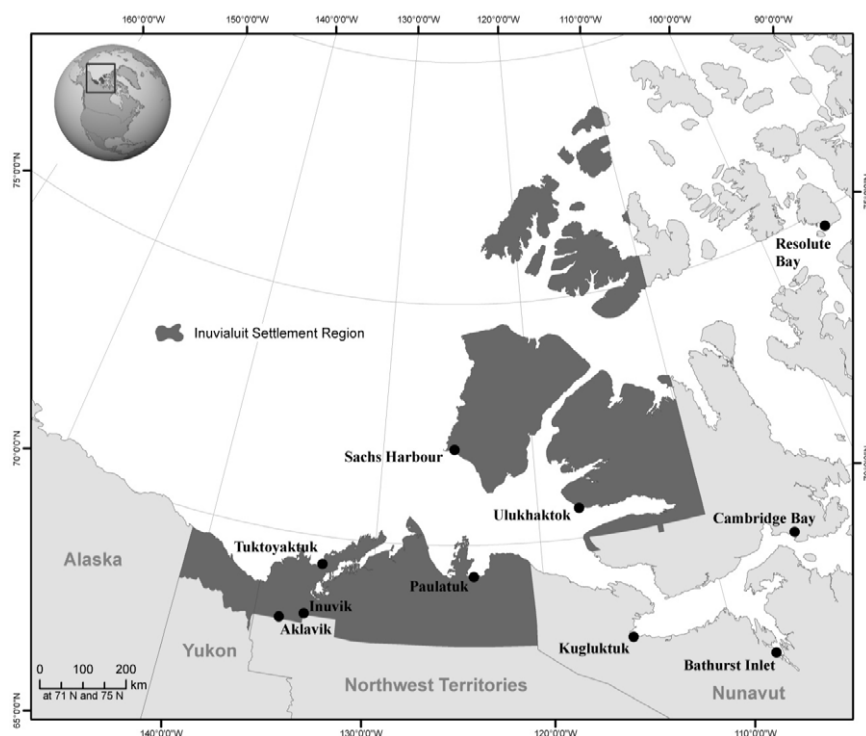 160°0'0"W
150°0'0"W
140°0'0"W
130°0'0"W
120°0'0"W
110°0'0"W
100°0'0"W
90°0'0"W
75°0'0"N
Resolute
Bay
Inuvialuit Settlement Region
70°0'0"N
Sachs Harbour
Ulukhaktok
Cambridge Bay
Tuktoyaktuk
Alaska
Paulatuk
Inuvik
Aklavik
Kugluktuk
Yukon
Bathurst Inlet
0 100 200
km
at 71 N and 75 N
Northwest Territories
Nunavut
65°0'0"N
140°0'0"W
130°0'0"W
120°0'0"W
110°0'0"W